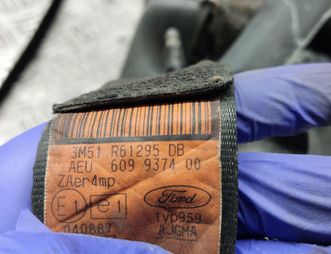 3M51 R61295 DB
AEU 609 9374 00
ZAer4mp
E1 e1 Ford
Typ959
040887 AJGMA